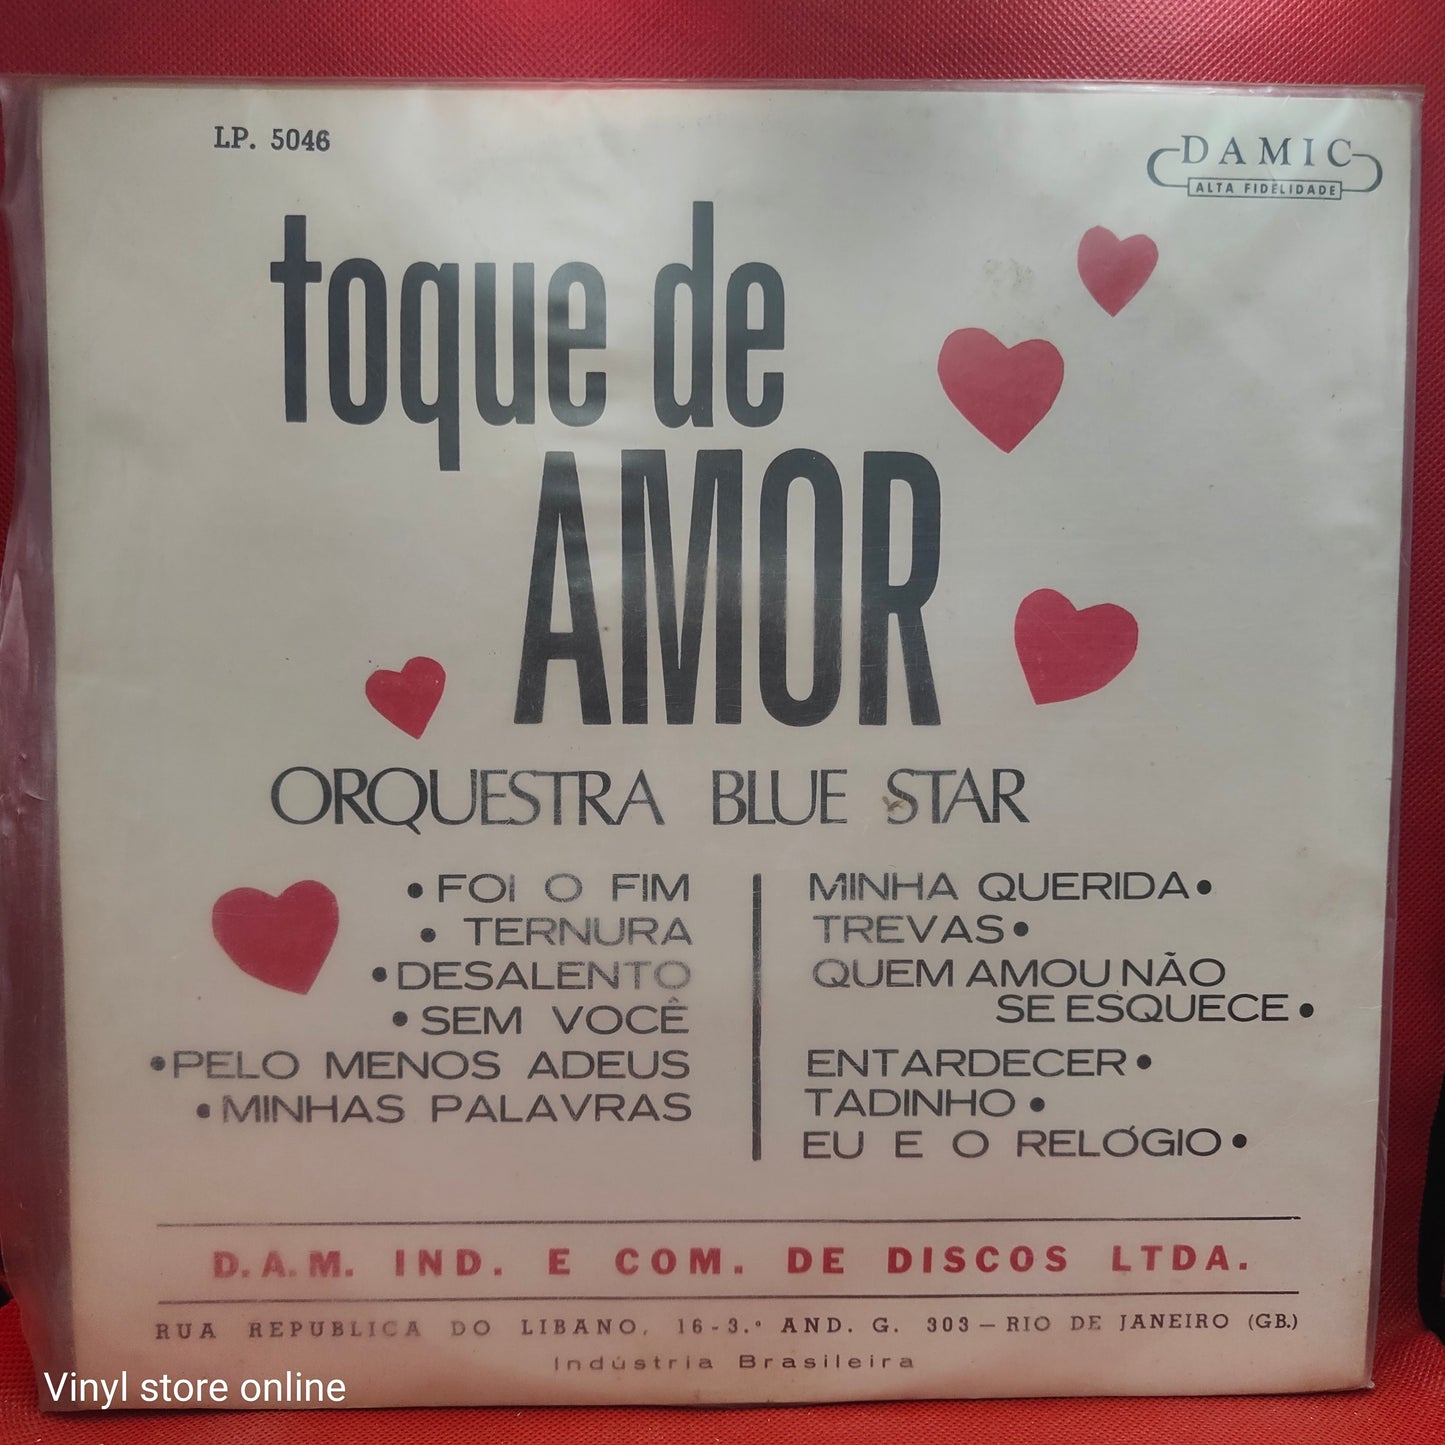 LP. 5046
DAMIC
ALTA FIDELIDADE
toque de
AMOR
ORQUESTRA BLUE STAR
• FOI O FIM
• TERNURA
• DESALENTO
• SEM VOCÊ
• PELO MENOS ADEUS
• MINHAS PALAVRAS
MINHA QUERIDA •
TREVAS •
QUEM AMOU NÃO
SE ESQUECE •
ENTARDECER •
TADINHO •
EU E O RELÓGIO •
D.A.M. IND. E COM. DE DISCOS LTDA.
RUA REPUBLICA DO LIBANO, 16-3.º AND. G. 303 — RIO DE JANEIRO (GB.)
Indústria Brasileira
Vinyl store online